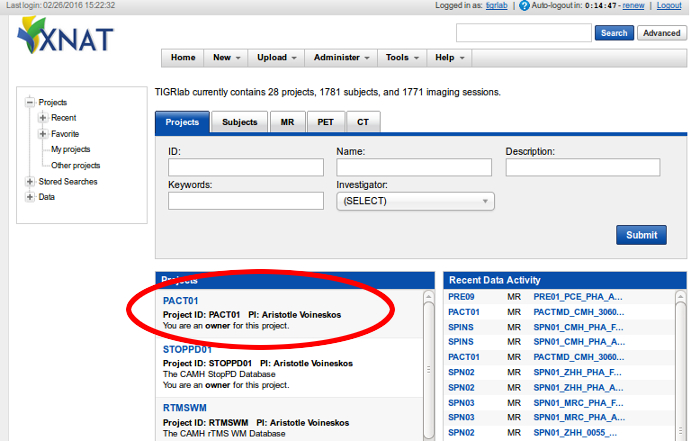 Last login: 02/26/2016 15:22:32
Logged in as: tigrlab | ? Auto-logout in: 0:14:47 - renew | Logout
XNAT
Search Advanced
Home New Upload Administer Tools Help
Projects
Recent
Favorite
My projects
Other projects
Stored Searches
Data
TIGRlab currently contains 28 projects, 1781 subjects, and 1771 imaging sessions.
Projects Subjects MR PET CT
ID: Name: Description:
Keywords: Investigator:
(SELECT)
Submit
Projects
PACT01
Project ID: PACT01 PI: Aristotle Voineskos
You are an owner for this project.
STOPPD01
Project ID: STOPPD01 PI: Aristotle Voineskos
The CAMH StopPD Database
You are an owner for this project.
RTMSWM
Project ID: RTMSWM PI: Aristotle Voineskos
The CAMH rTMS WM Database
Recent Data Activity
PRE09 MR PRE01_PCE_PHA_A...
PACT01 MR PACTMD_CMH_3060...
SPINS MR SPN01_CMH_PHA_F...
SPINS MR SPN01_CMH_PHA_A...
PACT01 MR PACTMD_CMH_3060...
SPN02 MR SPN01_ZHH_PHA_F...
SPN02 MR SPN01_ZHH_PHA_A...
SPN03 MR SPN01_MRC_PHA_F...
SPN03 MR SPN01_MRC_PHA_A...
SPN02 MR SPN01_ZHH_0055_...